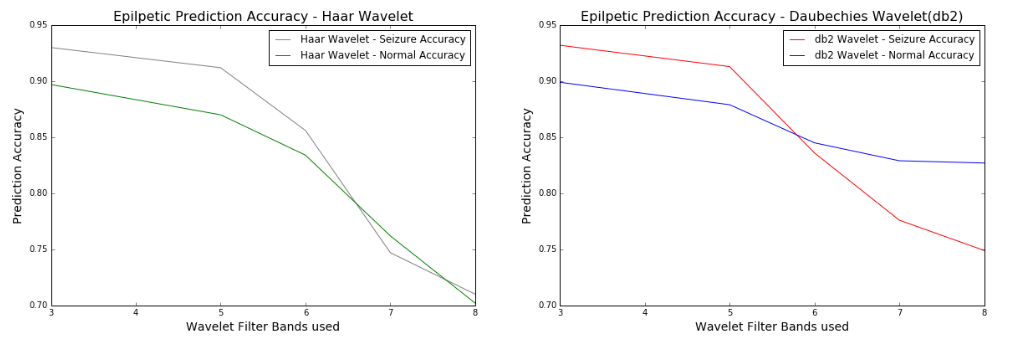 Epilpetic Prediction Accuracy - Haar Wavelet
Haar Wavelet - Seizure Accuracy
Haar Wavelet - Normal Accuracy
Prediction Accuracy
0.95
0.90
0.85
0.80
0.75
0.70
3 4 5 6 7 8
Wavelet Filter Bands used
Epilpetic Prediction Accuracy - Daubechies Wavelet(db2)
db2 Wavelet - Seizure Accuracy
db2 Wavelet - Normal Accuracy
Prediction Accuracy
0.95
0.90
0.85
0.80
0.75
0.70
3 4 5 6 7 8
Wavelet Filter Bands used